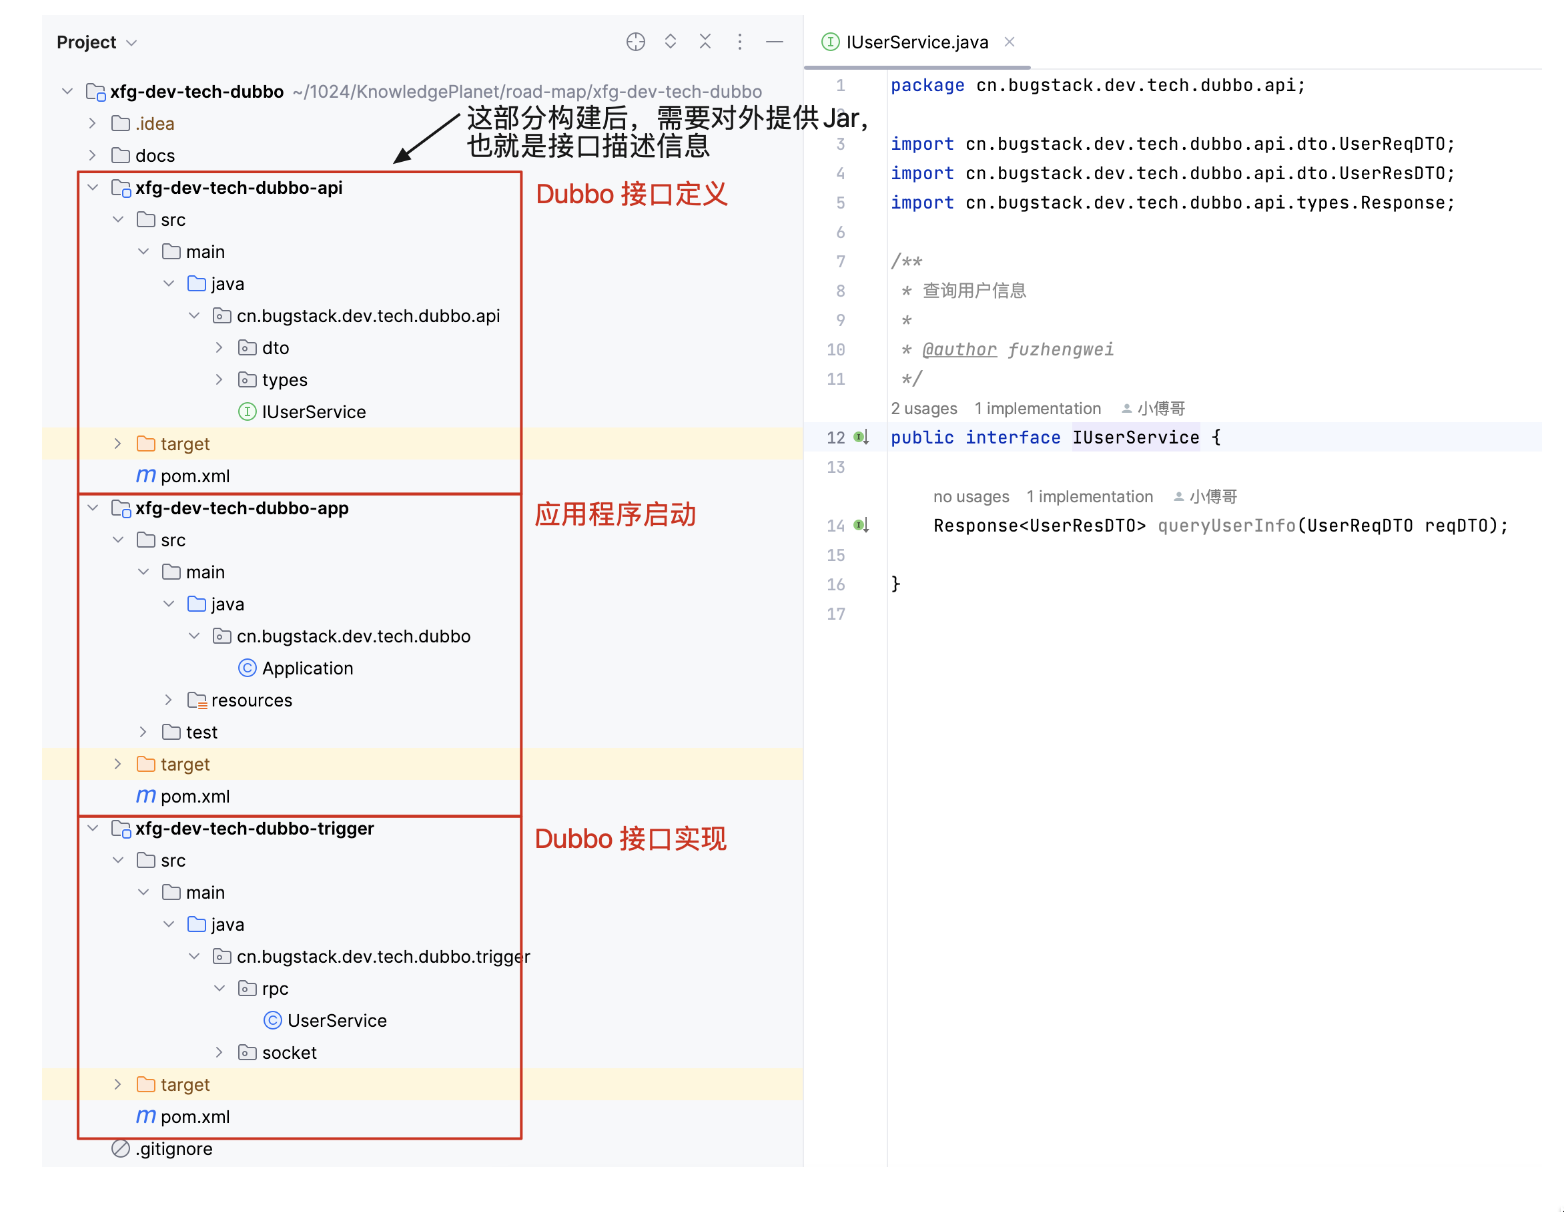 Project
xfg-dev-tech-dubbo ~/1024/KnowledgePlanet/road-map/xfg-dev-tech-dubbo
.idea
这部分构建后，需要对外提供 Jar，
也就是接口描述信息
docs
xfg-dev-tech-dubbo-api
Dubbo 接口定义
src
main
java
cn.bugstack.dev.tech.dubbo.api
dto
types
IUserService
target
pom.xml
xfg-dev-tech-dubbo-app
应用程序启动
src
main
java
cn.bugstack.dev.tech.dubbo
Application
resources
test
target
pom.xml
xfg-dev-tech-dubbo-trigger
Dubbo 接口实现
src
main
java
cn.bugstack.dev.tech.dubbo.trigger
rpc
UserService
socket
target
pom.xml
.gitignore
IUserService.java
1 package cn.bugstack.dev.tech.dubbo.api;
3 import cn.bugstack.dev.tech.dubbo.api.dto.UserReqDTO;
4 import cn.bugstack.dev.tech.dubbo.api.dto.UserResDTO;
5 import cn.bugstack.dev.tech.dubbo.api.types.Response;
6
7 /**
8 * 查询用户信息
9 *
10 * @author fuzhengwei
11 */
2 usages 1 implementation 小傅哥
12 public interface IUserService {
13
no usages 1 implementation 小傅哥
14 Response<UserResDTO> queryUserInfo(UserReqDTO reqDTO);
15
16 }
17